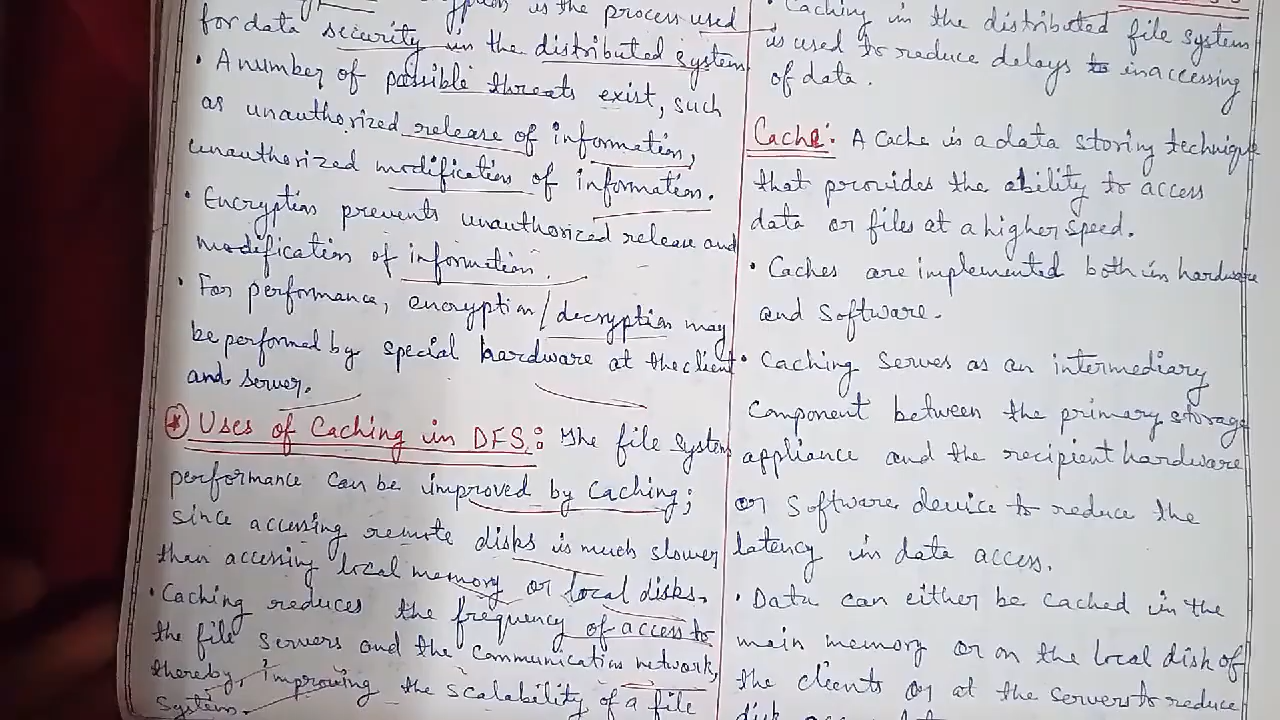 is the process used
for data security in the distributed system
• A number of possible threats exist, such
as unauthorized release of information,
unauthorized modification of information.
• Encryption prevents unauthorized release and
modification of information.
• For performance, encryption/decryption may
be performed by special hardware at the client
and server.
* Uses of Caching in DFS: The file system
performance can be improved by caching;
since accessing remote disks is much slower
than accessing local memory or local disks.
• Caching reduces the frequency of access to
the file servers and the communication network,
thereby, improving the scalability of a file
system.
• Caching in the distributed file system
is used to reduce delays in accessing
of data.
Cache: A cache is a data storing technique
that provides the ability to access
data or files at a higher speed.
• Caches are implemented both in hardware
and software.
• Caching serves as an intermediary
component between the primary storage
appliance and the recipient hardware
or software device to reduce the
latency in data access.
• Data can either be cached in the
main memory or on the local disk of
the clients or at the server to reduce
disk